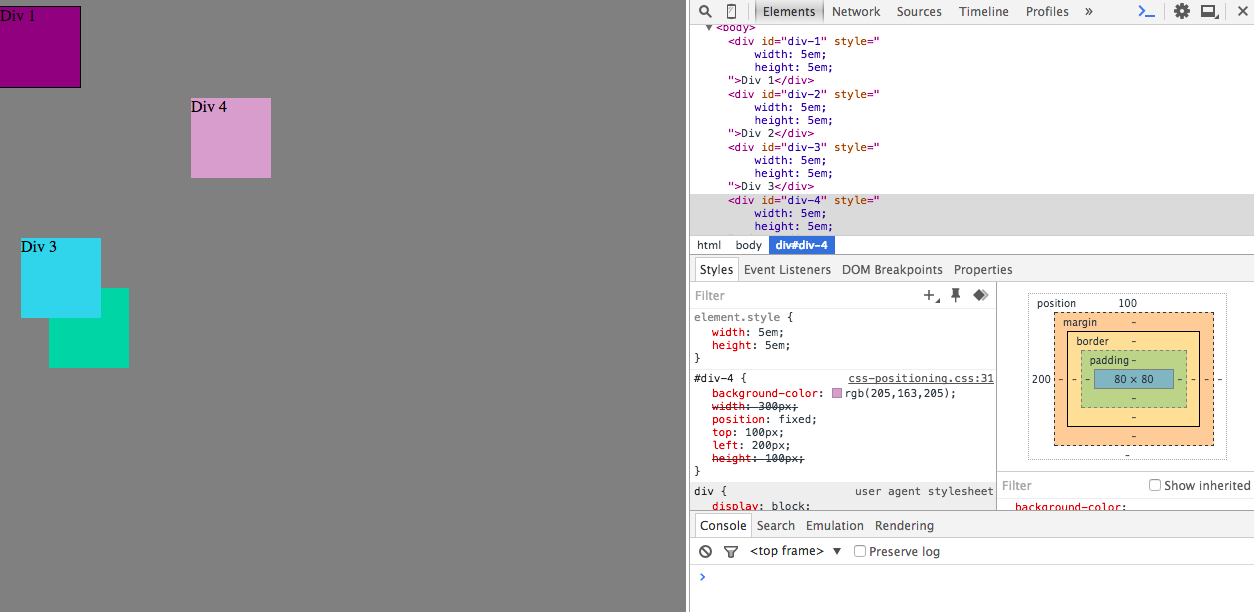 Div 1
Div 4
Div 3
Elements Network Sources Timeline Profiles »
▼<body>
<div id="div-1" style="
width: 5em;
height: 5em;
">Div 1</div>
<div id="div-2" style="
width: 5em;
height: 5em;
">Div 2</div>
<div id="div-3" style="
width: 5em;
height: 5em;
">Div 3</div>
<div id="div-4" style="
width: 5em;
height: 5em;
html body div#div-4
Styles Event Listeners DOM Breakpoints Properties
Filter
element.style {
width: 5em;
height: 5em;
}
#div-4 { css-positioning.css:31
background-color: rgb(205,163,205);
width: 300px;
position: fixed;
top: 100px;
left: 200px;
height: 100px;
}
div { user agent stylesheet
display: block;
position 100
margin -
border -
padding -
200 - - - 80 × 80 - - - -
-
-
-
-
Filter Show inherited
background-color:
Console Search Emulation Rendering
<top frame> ▼ Preserve log
>